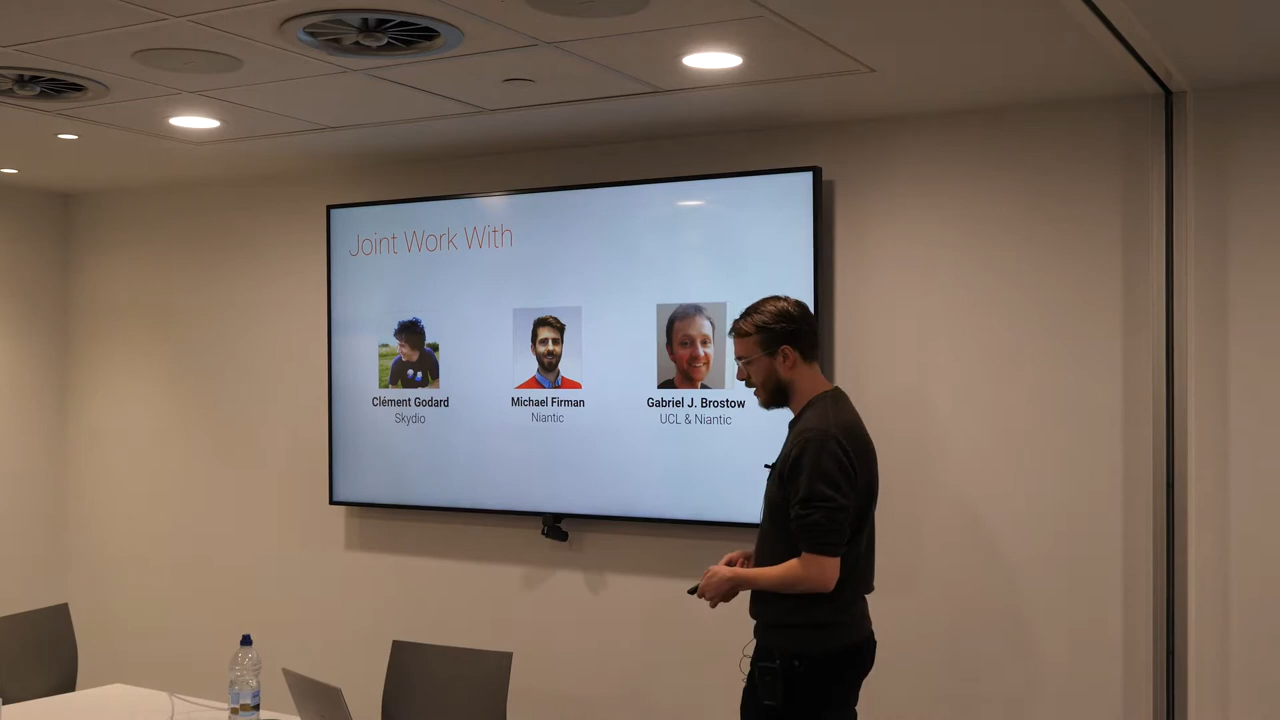 Joint Work With
Clément Godard
Skydio
Michael Firman
Niantic
Gabriel J. Brostow
UCL & Niantic